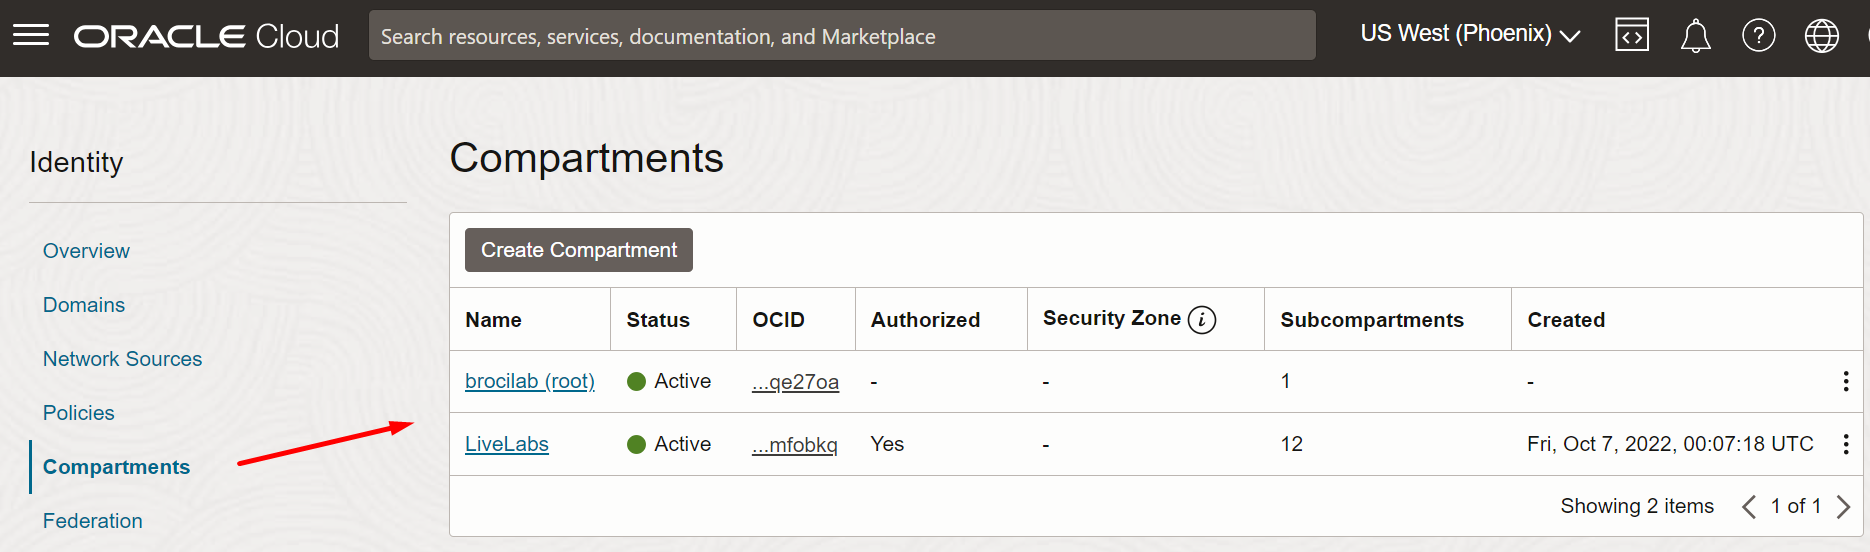 ORACLE Cloud
Search resources, services, documentation, and Marketplace
US West (Phoenix)
Identity
Overview
Domains
Network Sources
Policies
Compartments
Federation
Compartments
Create Compartment
Name Status OCID Authorized Security Zone i Subcompartments Created
brocilab (root) Active ...qe27oa - - 1 -
LiveLabs Active ...mfobkq Yes - 12 Fri, Oct 7, 2022, 00:07:18 UTC
Showing 2 items < 1 of 1 >